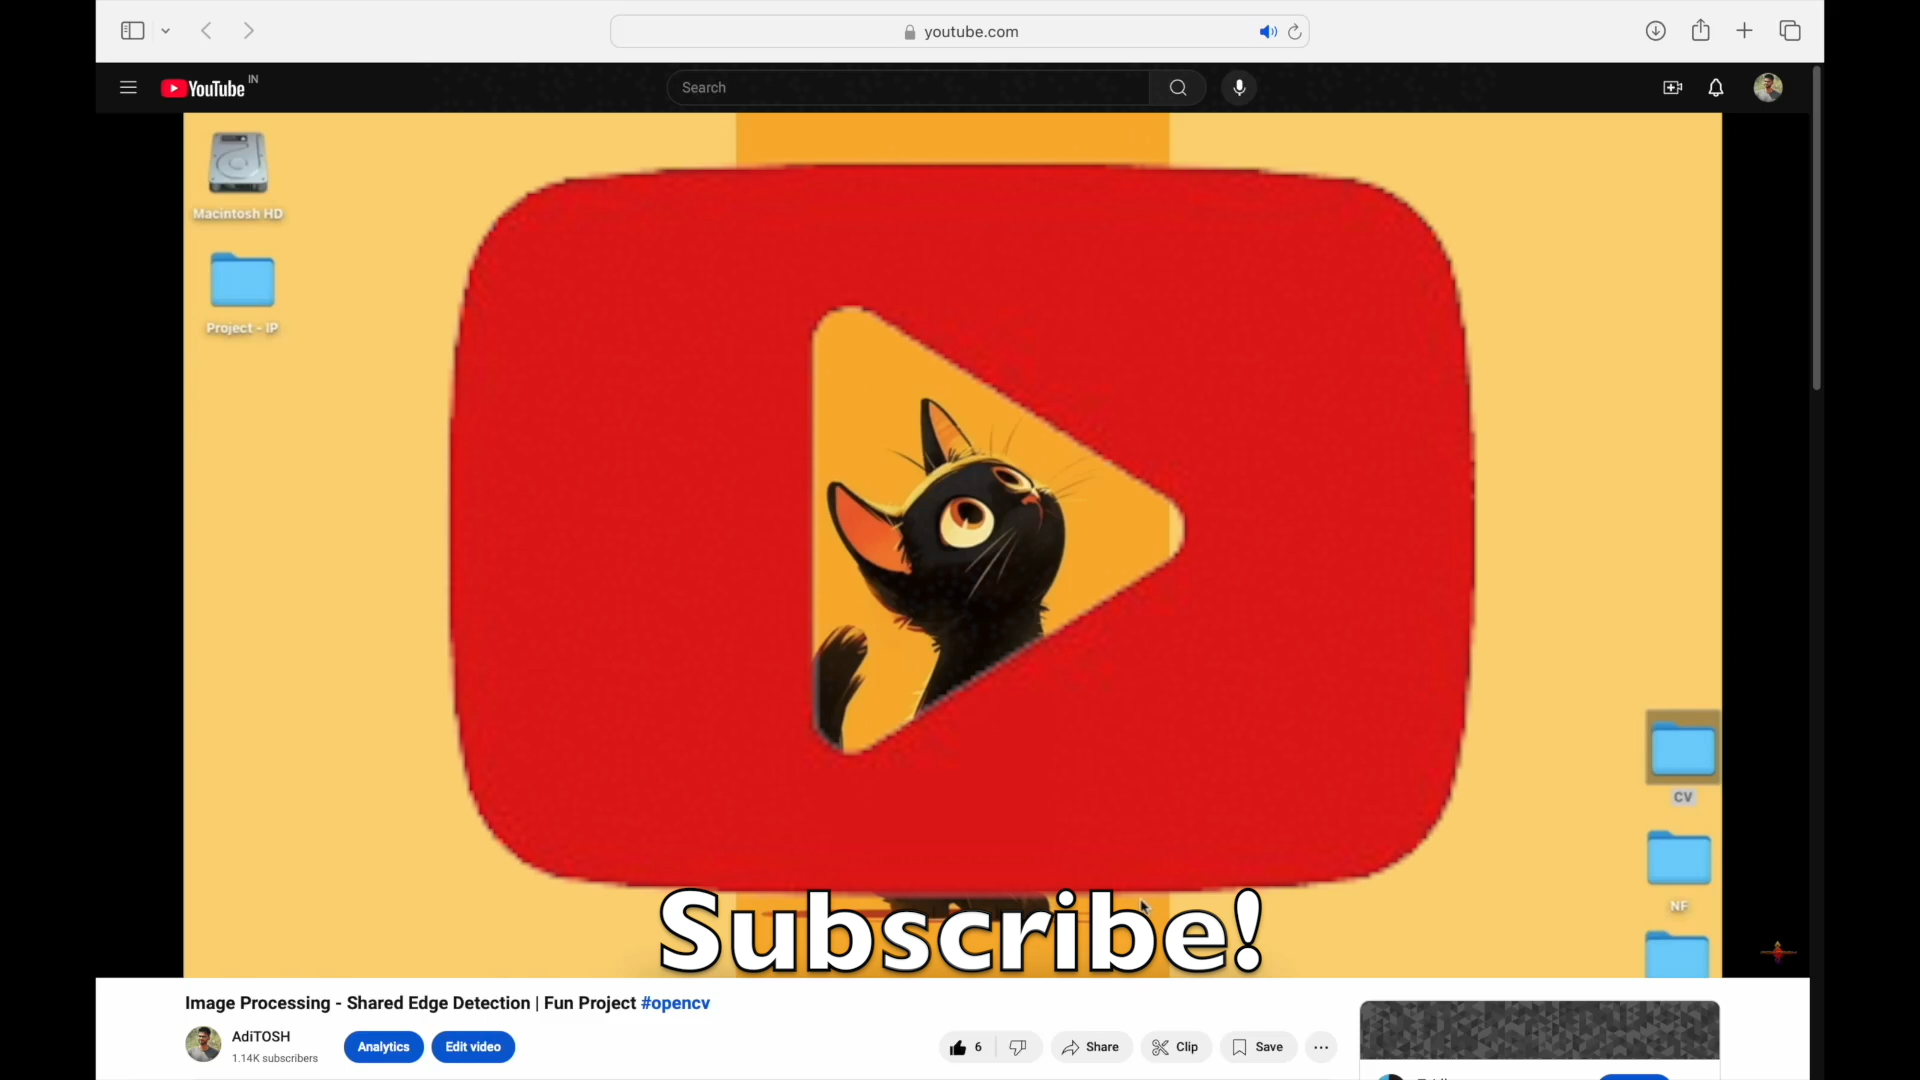 youtube.com
YouTube IN
Search
Macintosh HD
Project - IP
CV
NF
Subscribe!
Image Processing - Shared Edge Detection | Fun Project #opencv
AdiTOSH
1.14K subscribers
Analytics
Edit video
6
Share
Clip
Save